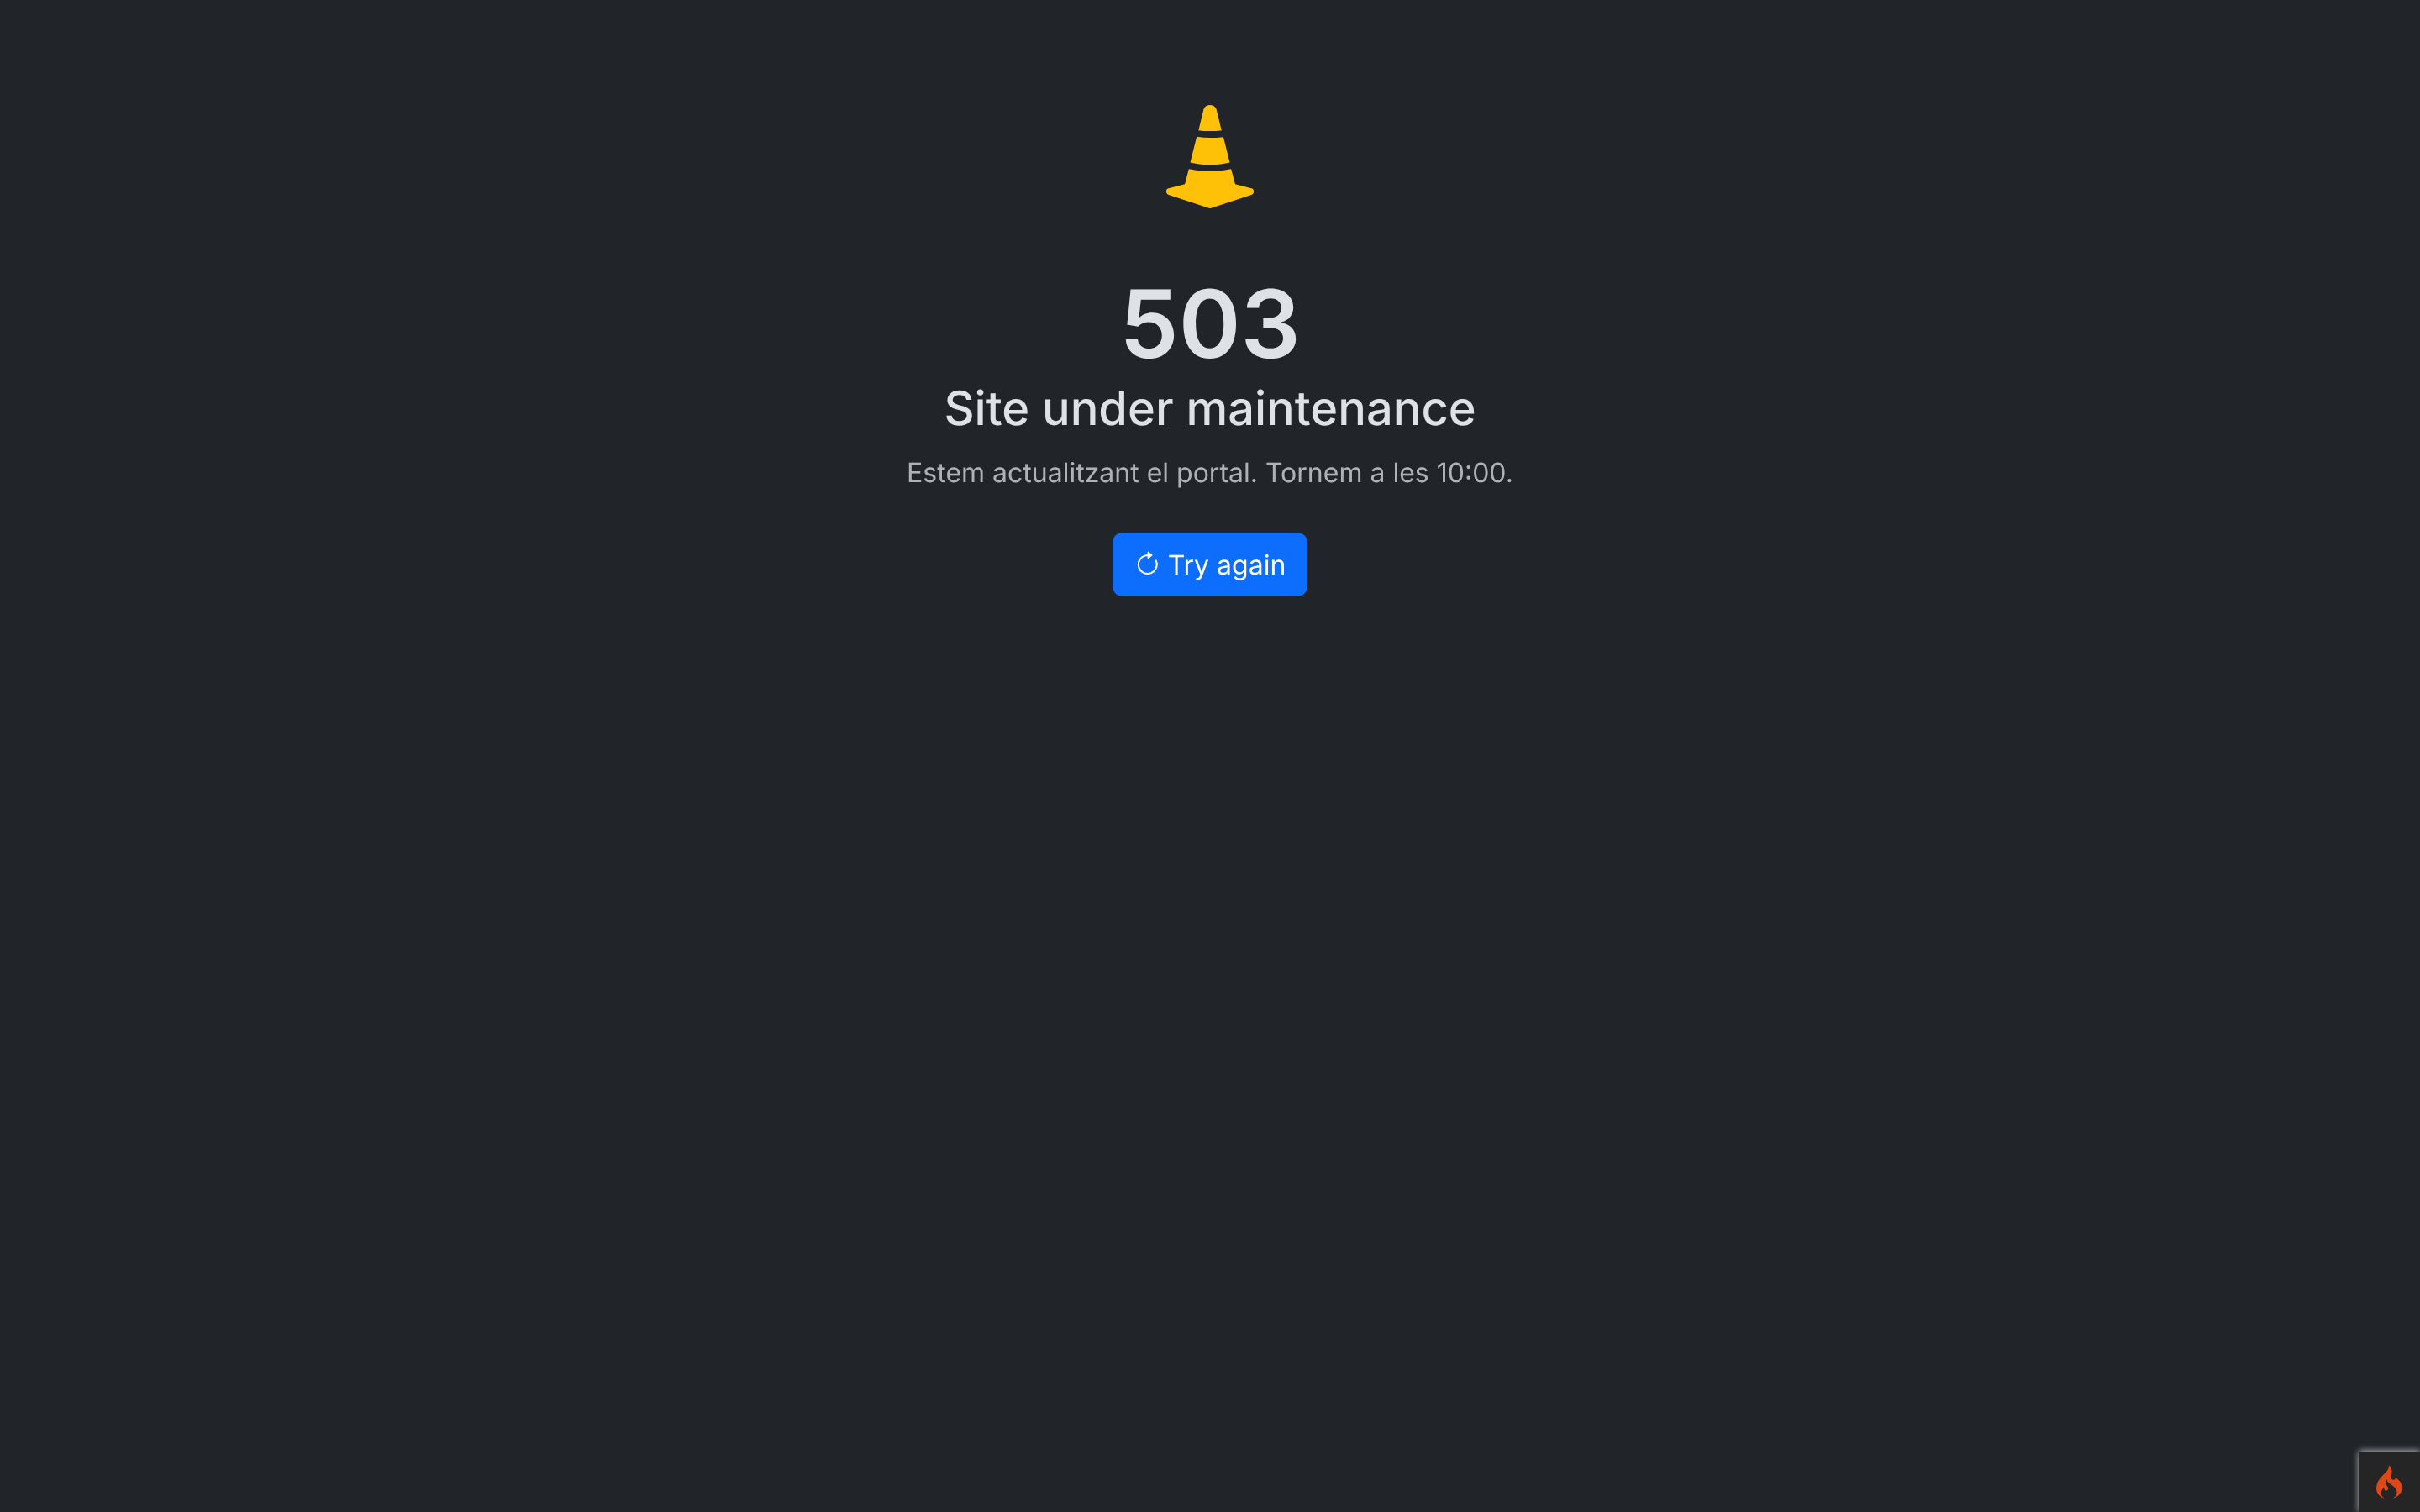 503
Site under maintenance
Estem actualitzant el portal. Tornem a les 10:00.
Try again